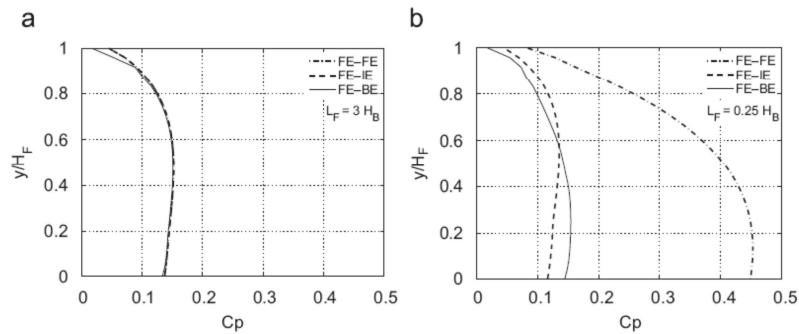 a
1
0.8
0.6
0.4
0.2
0
y/H_F
FE–FE
FE–IE
FE–BE
L_F = 3 H_B
0 0.1 0.2 0.3 0.4 0.5
Cp
b
1
0.8
0.6
0.4
0.2
0
y/H_F
FE–FE
FE–IE
FE–BE
L_F = 0.25 H_B
0 0.1 0.2 0.3 0.4 0.5
Cp